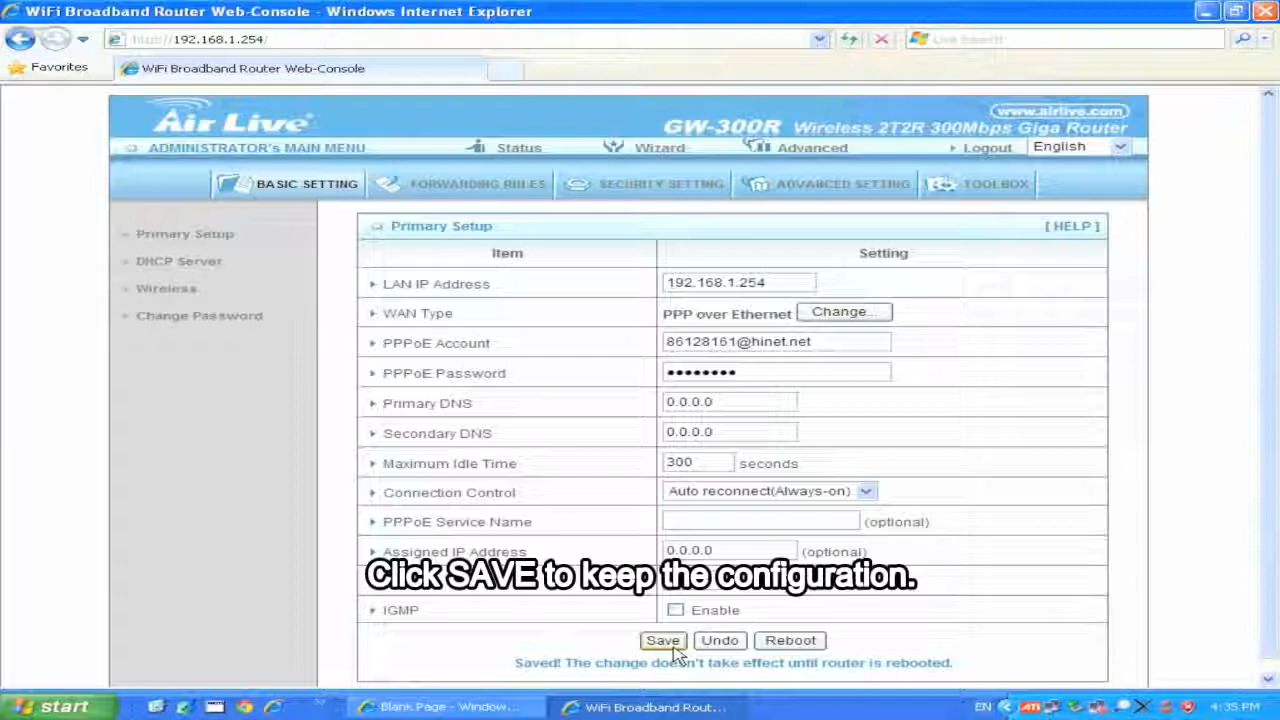 WiFi Broadband Router Web-Console - Windows Internet Explorer
http://192.168.1.254/
Live Search
Favorites
WiFi Broadband Router Web-Console
Air Live
www.airlive.com
GW-300R Wireless 2T2R 300Mbps Giga Router
ADMINISTRATOR's MAIN MENU
Status
Wizard
Advanced
Logout
English
BASIC SETTING
FORWARDING RULES
SECURITY SETTING
ADVANCED SETTING
TOOLBOX
Primary Setup
DHCP Server
Wireless
Change Password
Primary Setup
[ HELP ]
Item
Setting
LAN IP Address
192.168.1.254
WAN Type
PPP over Ethernet
Change...
PPPoE Account
86128161@hinet.net
PPPoE Password
••••••••
Primary DNS
0.0.0.0
Secondary DNS
0.0.0.0
Maximum Idle Time
300 seconds
Connection Control
Auto reconnect(Always-on)
PPPoE Service Name
(optional)
Assigned IP Address
0.0.0.0 (optional)
Click SAVE to keep the configuration.
IGMP
Enable
Save
Undo
Reboot
Saved! The change doesn't take effect until router is rebooted.
start
Blank Page - Window...
WiFi Broadband Rout...
EN
ATI
4:35 PM